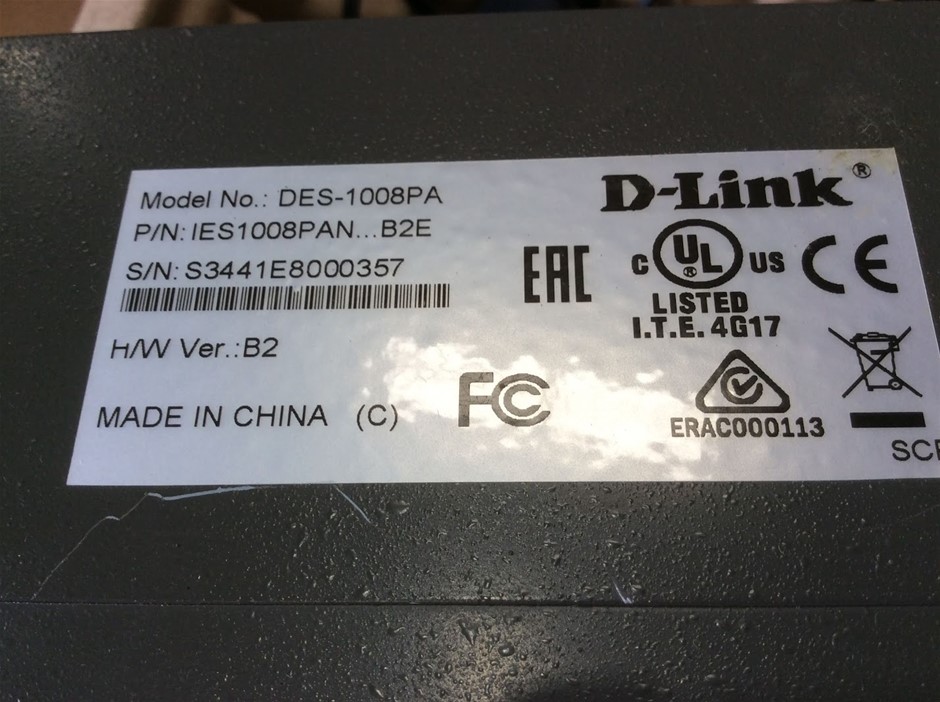 Model No.: DES-1008PA
P/N: IES1008PAN...B2E
S/N: S3441E8000357
H/W Ver.: B2
MADE IN CHINA (C)
D-Link®
EAC
C UL® US
LISTED
I.T.E. 4G17
CE
FC
ERAC000113